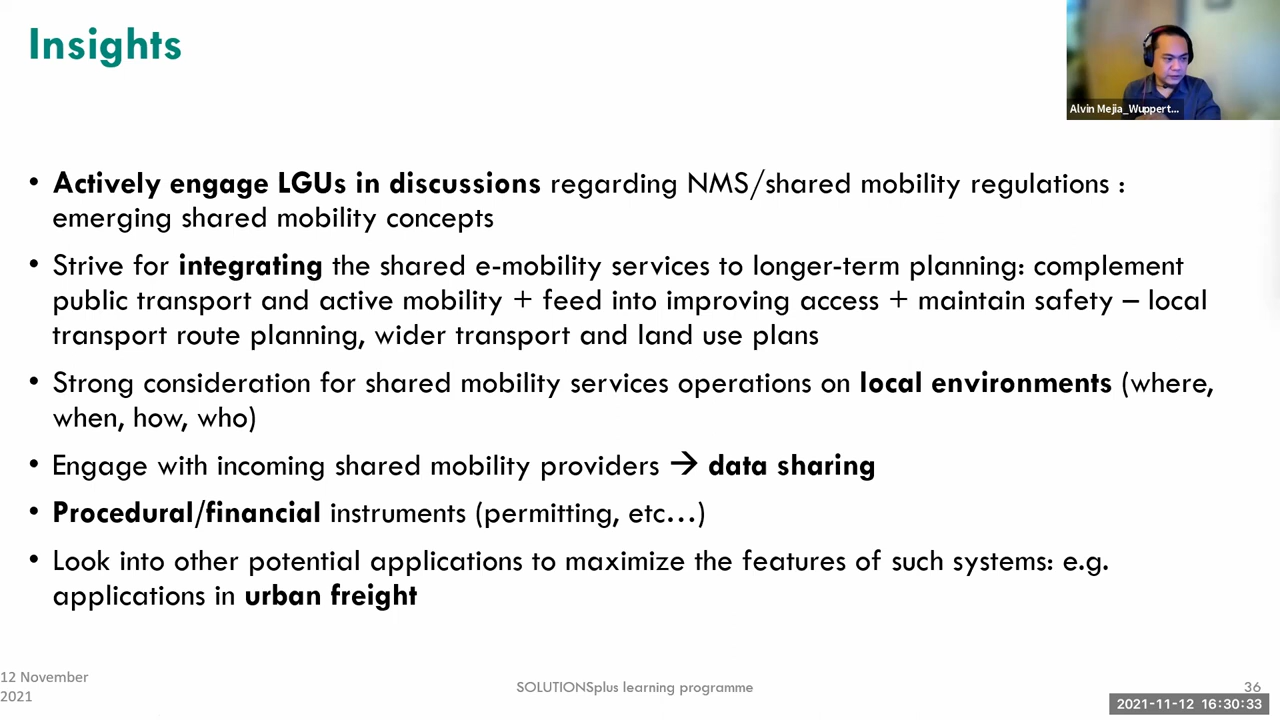 Insights
Alvin Mejia_Wuppert...
• Actively engage LGUs in discussions regarding NMS/shared mobility regulations :
emerging shared mobility concepts
• Strive for integrating the shared e-mobility services to longer-term planning: complement
public transport and active mobility + feed into improving access + maintain safety – local
transport route planning, wider transport and land use plans
• Strong consideration for shared mobility services operations on local environments (where,
when, how, who)
• Engage with incoming shared mobility providers → data sharing
• Procedural/financial instruments (permitting, etc...)
• Look into other potential applications to maximize the features of such systems: e.g.
applications in urban freight
12 November
2021
SOLUTIONSplus learning programme
36
2021-11-12 16:30:33